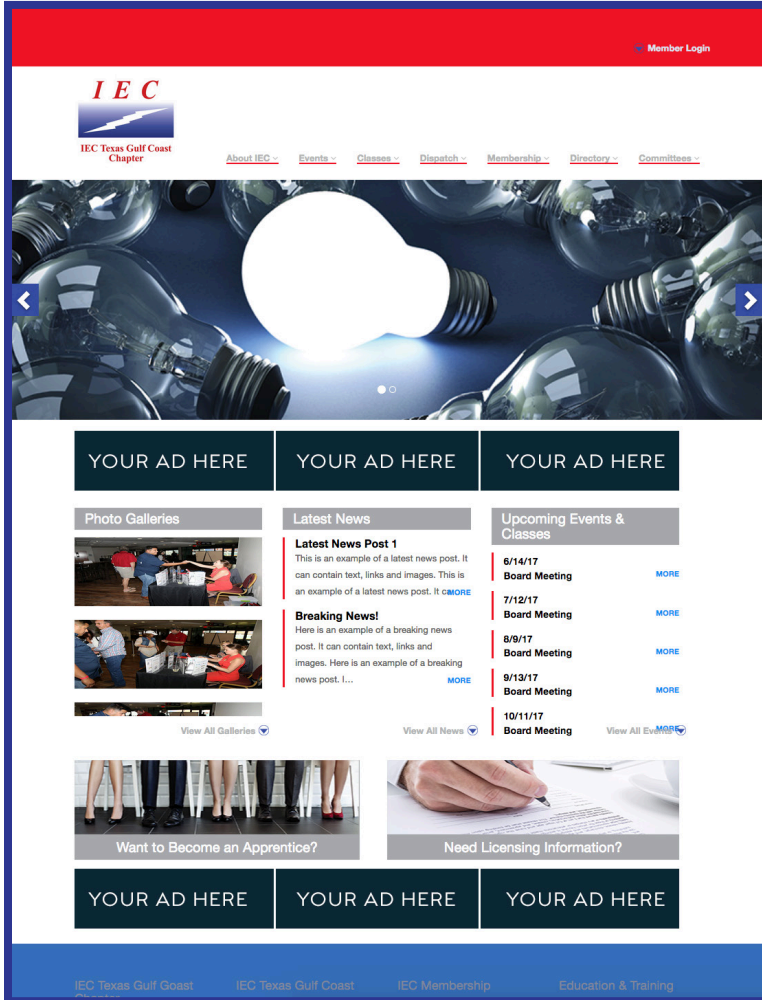 Member Login
I E C
IEC Texas Gulf Coast
Chapter
About IEC
Events
Classes
Dispatch
Membership
Directory
Committees
YOUR AD HERE
YOUR AD HERE
YOUR AD HERE
Photo Galleries
View All Galleries
Latest News
Latest News Post 1
This is an example of a latest news post. It
can contain text, links and images. This is
an example of a latest news post. It ca
MORE
Breaking News!
Here is an example of a breaking news
post. It can contain text, links and
images. Here is an example of a breaking
news post. I...
MORE
View All News
Upcoming Events &
Classes
6/14/17
Board Meeting
MORE
7/12/17
Board Meeting
MORE
8/9/17
Board Meeting
MORE
9/13/17
Board Meeting
MORE
10/11/17
Board Meeting
MORE
View All Events
Want to Become an Apprentice?
Need Licensing Information?
YOUR AD HERE
YOUR AD HERE
YOUR AD HERE
IEC Texas Gulf Goast
Chapter
IEC Texas Gulf Coast
IEC Membership
Education & Training